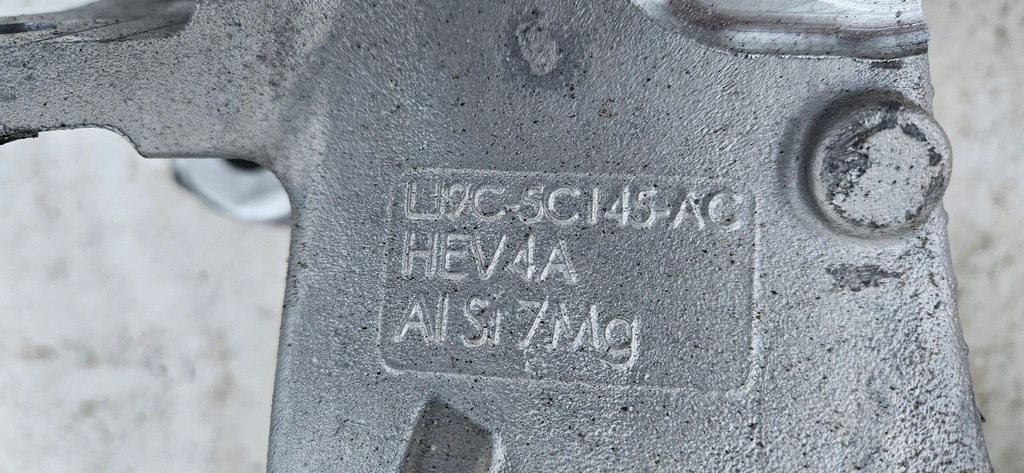 LJ9C-5C145-AC
HEV4A
Al Si 7Mg